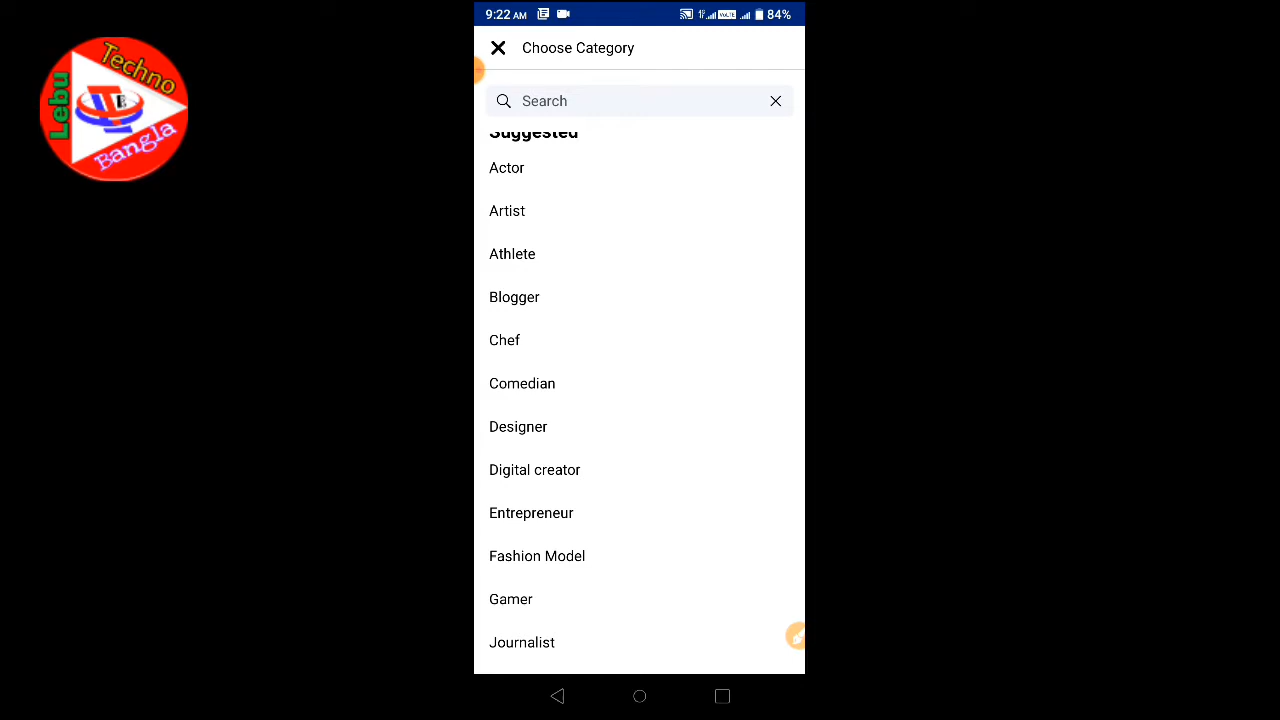 9:22 AM
VoLTE
84%
Lebu
Techno
Bangla
Choose Category
Search
Suggested
Actor
Artist
Athlete
Blogger
Chef
Comedian
Designer
Digital creator
Entrepreneur
Fashion Model
Gamer
Journalist